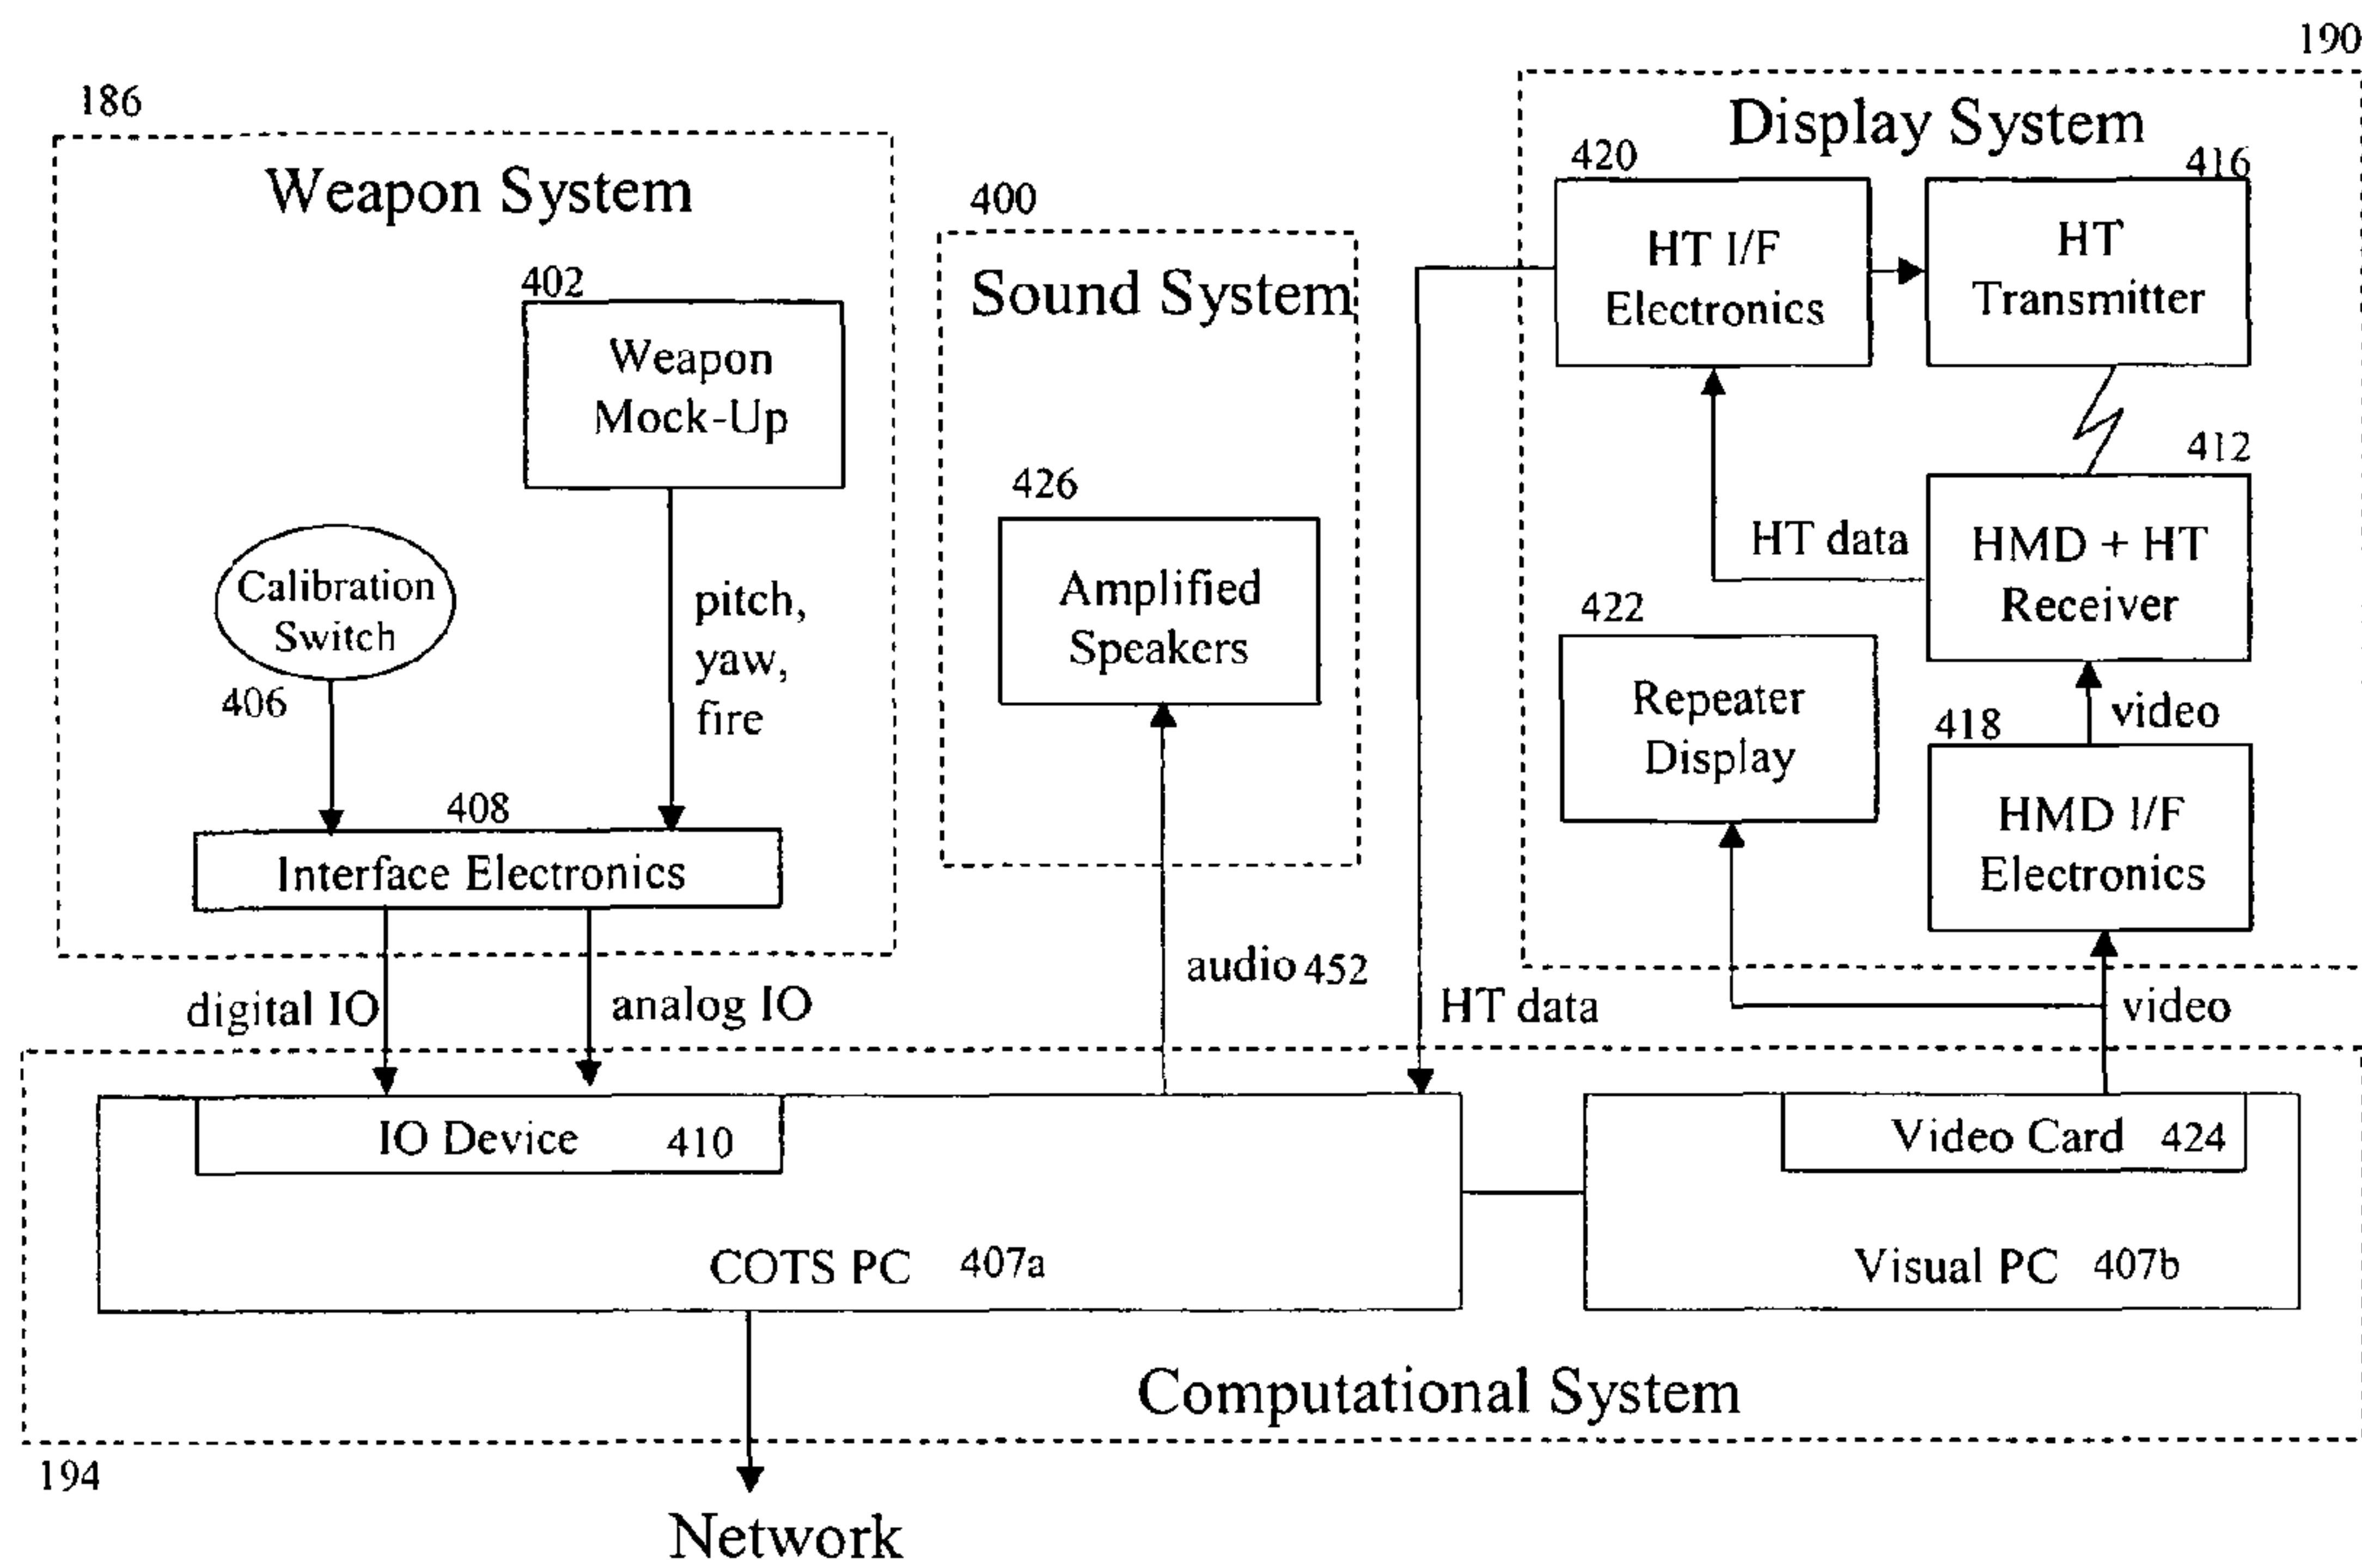 190
186
Display System
Weapon System
420
416
400
HT I/F
Electronics
HT
Transmitter
Sound System
402
Weapon
Mock-Up
412
426
HT data
HMD + HT
Receiver
Calibration
Switch
406
pitch,
yaw,
fire
Amplified
Speakers
422
Repeater
Display
video
418
HMD I/F
Electronics
408
Interface Electronics
audio 452
digital IO
analog IO
HT data
video
IO Device 410
Video Card 424
COTS PC 407a
Visual PC 407b
Computational System
194
Network